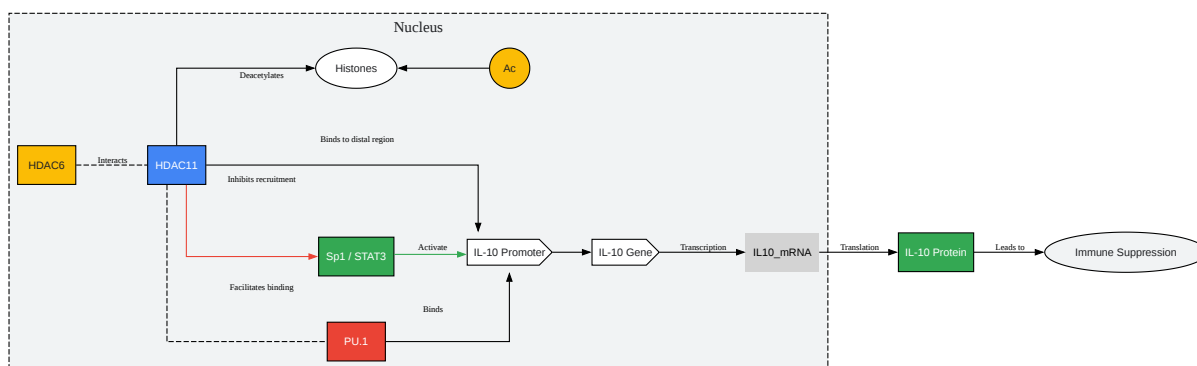 Nucleus
Histones
Ac
Deacetylates
Binds to distal region
HDAC6
Interacts
HDAC11
Inhibits recruitment
Sp1 / STAT3
Activate
IL-10 Promoter
IL-10 Gene
Transcription
IL10_mRNA
Translation
IL-10 Protein
Leads to
Immune Suppression
Facilitates binding
Binds
PU.1